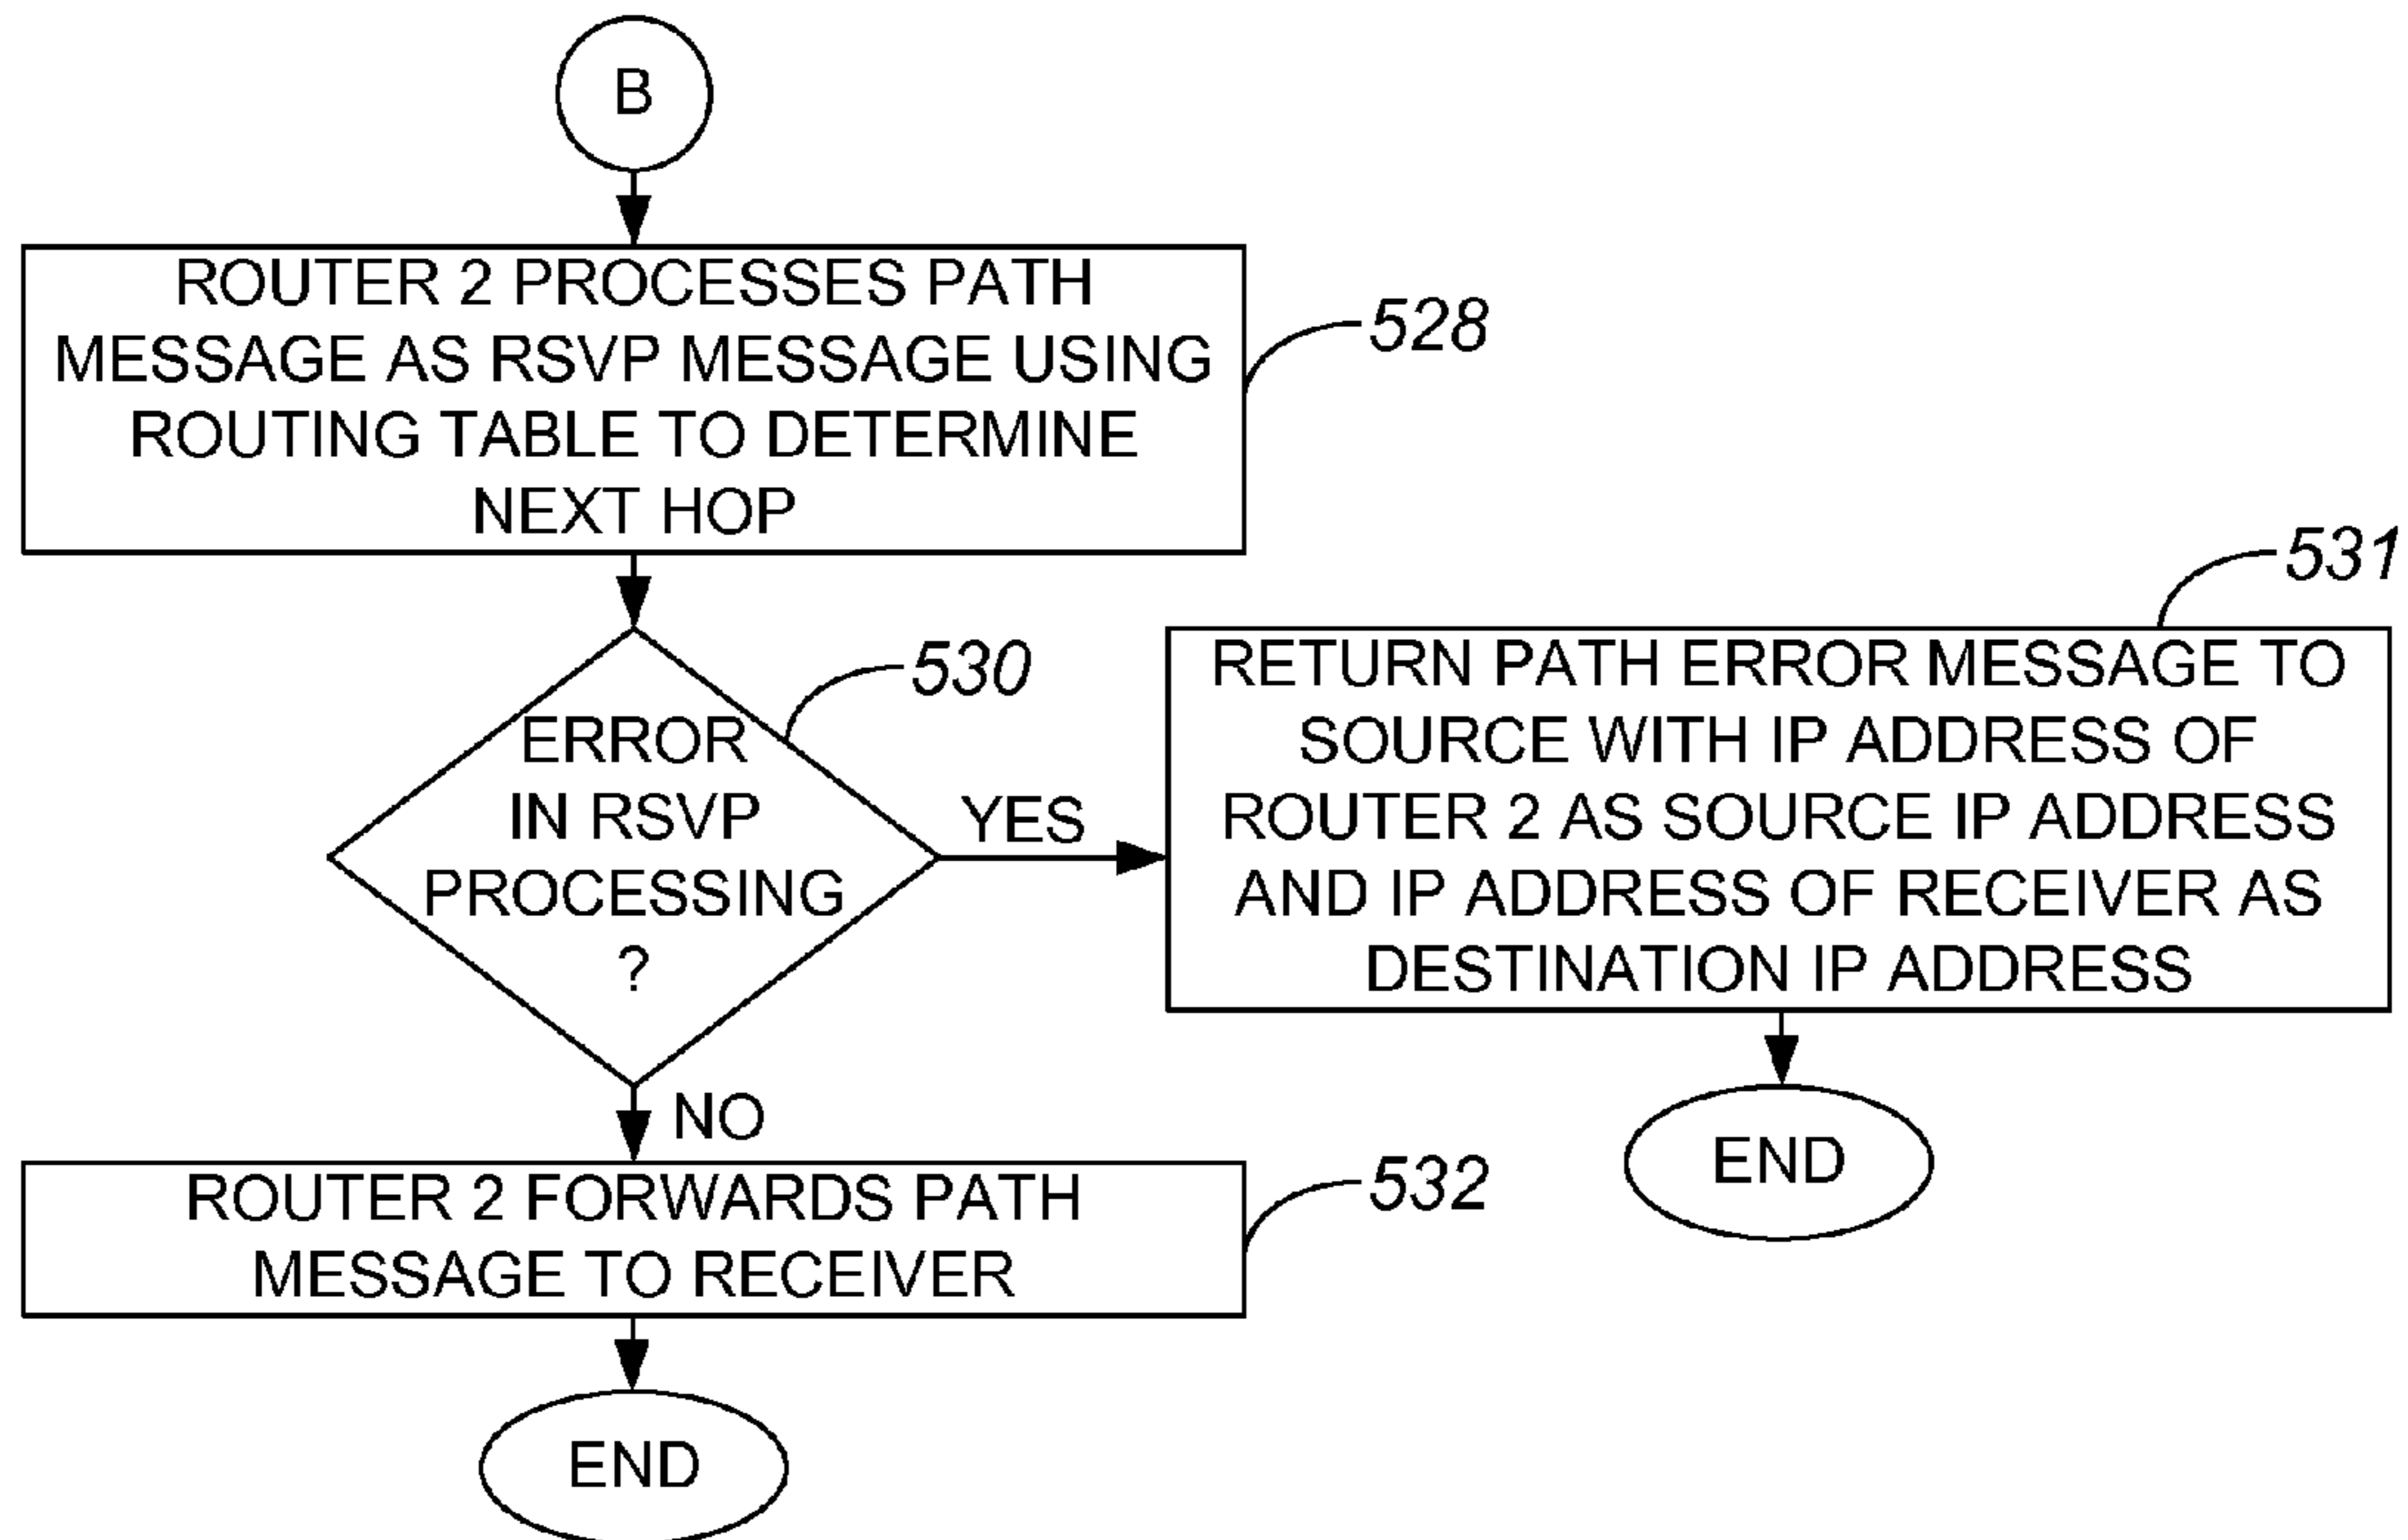 B
ROUTER 2 PROCESSES PATH
MESSAGE AS RSVP MESSAGE USING
ROUTING TABLE TO DETERMINE
NEXT HOP
528
530
ERROR
IN RSVP
PROCESSING
?
YES
531
RETURN PATH ERROR MESSAGE TO
SOURCE WITH IP ADDRESS OF
ROUTER 2 AS SOURCE IP ADDRESS
AND IP ADDRESS OF RECEIVER AS
DESTINATION IP ADDRESS
END
NO
ROUTER 2 FORWARDS PATH
MESSAGE TO RECEIVER
532
END